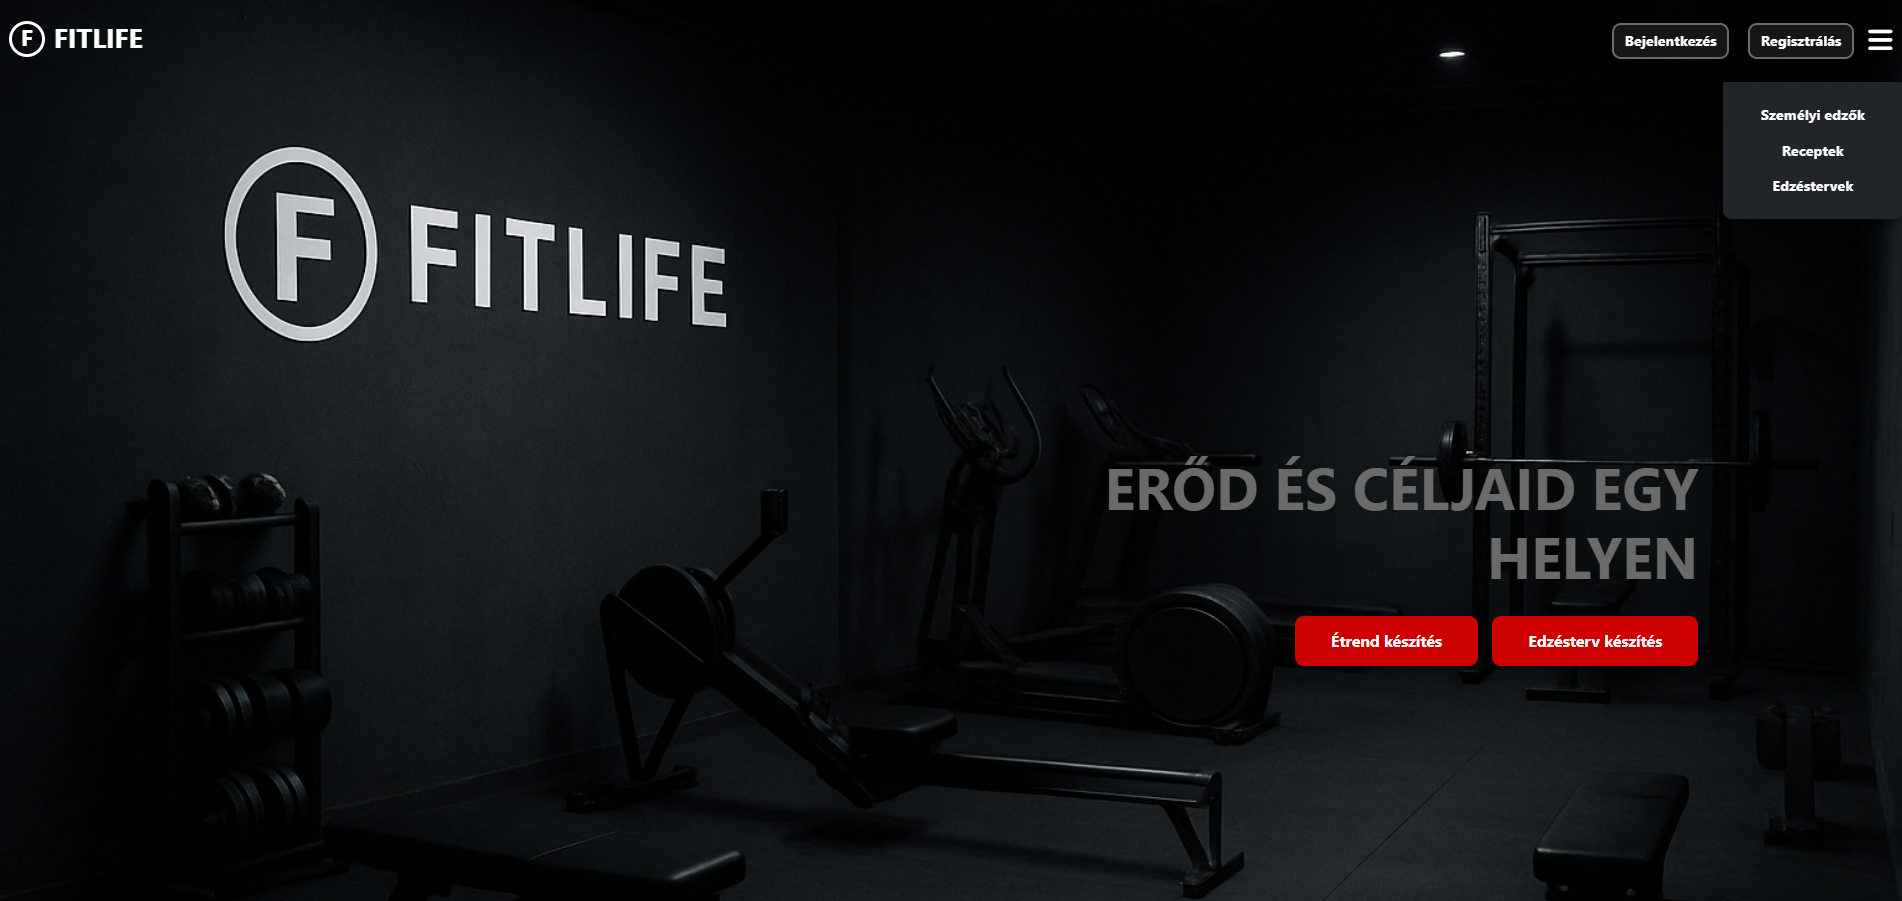 F FITLIFE
Bejelentkezés
Regisztrálás
Személyi edzők
Receptek
Edzéstervek
F FITLIFE
ERŐD ÉS CÉLJAID EGY
HELYEN
Étrend készítés
Edzésterv készítés